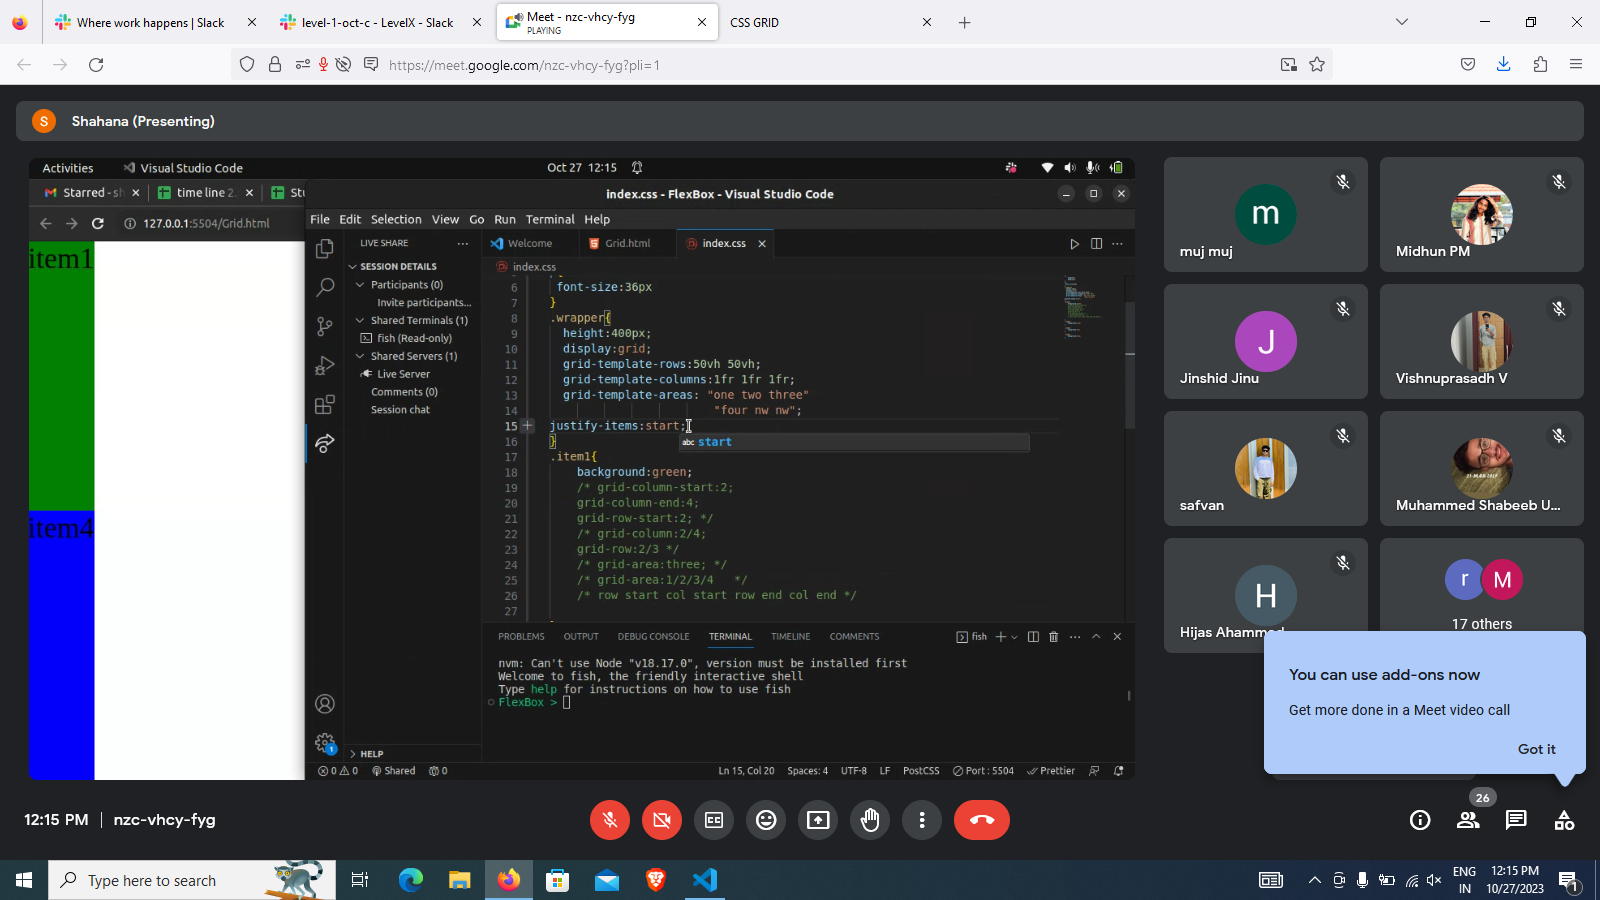 Where work happens | Slack
level-1-oct-c - LevelX - Slack
Meet - nzc-vhcy-fyg
PLAYING
CSS GRID
https://meet.google.com/nzc-vhcy-fyg?pli=1
S
Shahana (Presenting)
Activities
Visual Studio Code
Oct 27 12:15
Starred - sh
time line 2.
Stu
index.css - FlexBox - Visual Studio Code
127.0.0.1:5504/Grid.html
File Edit Selection View Go Run Terminal Help
LIVE SHARE
Welcome
Grid.html
index.css
index.css
SESSION DETAILS
Participants (0)
Invite participants...
Shared Terminals (1)
fish (Read-only)
Shared Servers (1)
Live Server
Comments (0)
Session chat
HELP
item1
item4
6 font-size:36px
7 }
8 .wrapper{
9 height:400px;
10 display:grid;
11 grid-template-rows:50vh 50vh;
12 grid-template-columns:1fr 1fr 1fr;
13 grid-template-areas: "one two three"
14 "four nw nw";
15 justify-items:start;
16 }
abc start
17 .item1{
18 background:green;
19 /* grid-column-start:2;
20 grid-column-end:4;
21 grid-row-start:2; */
22 /* grid-column:2/4;
23 grid-row:2/3 */
24 /* grid-area:three; */
25 /* grid-area:1/2/3/4 */
26 /* row start col start row end col end */
27
PROBLEMS OUTPUT DEBUG CONSOLE TERMINAL TIMELINE COMMENTS
fish
nvm: Can't use Node "v18.17.0", version must be installed first
Welcome to fish, the friendly interactive shell
Type help for instructions on how to use fish
FlexBox >
1
0 0 Shared 0
Ln 15, Col 20 Spaces: 4 UTF-8 LF PostCSS Port : 5504 Prettier
m
muj muj
Midhun PM
J
Jinshid Jinu
Vishnuprasadh V
safvan
Muhammed Shabeeb U...
H
Hijas Ahammed
r M
17 others
You can use add-ons now
Get more done in a Meet video call
Got it
12:15 PM | nzc-vhcy-fyg
26
Type here to search
ENG
IN
12:15 PM
10/27/2023
1